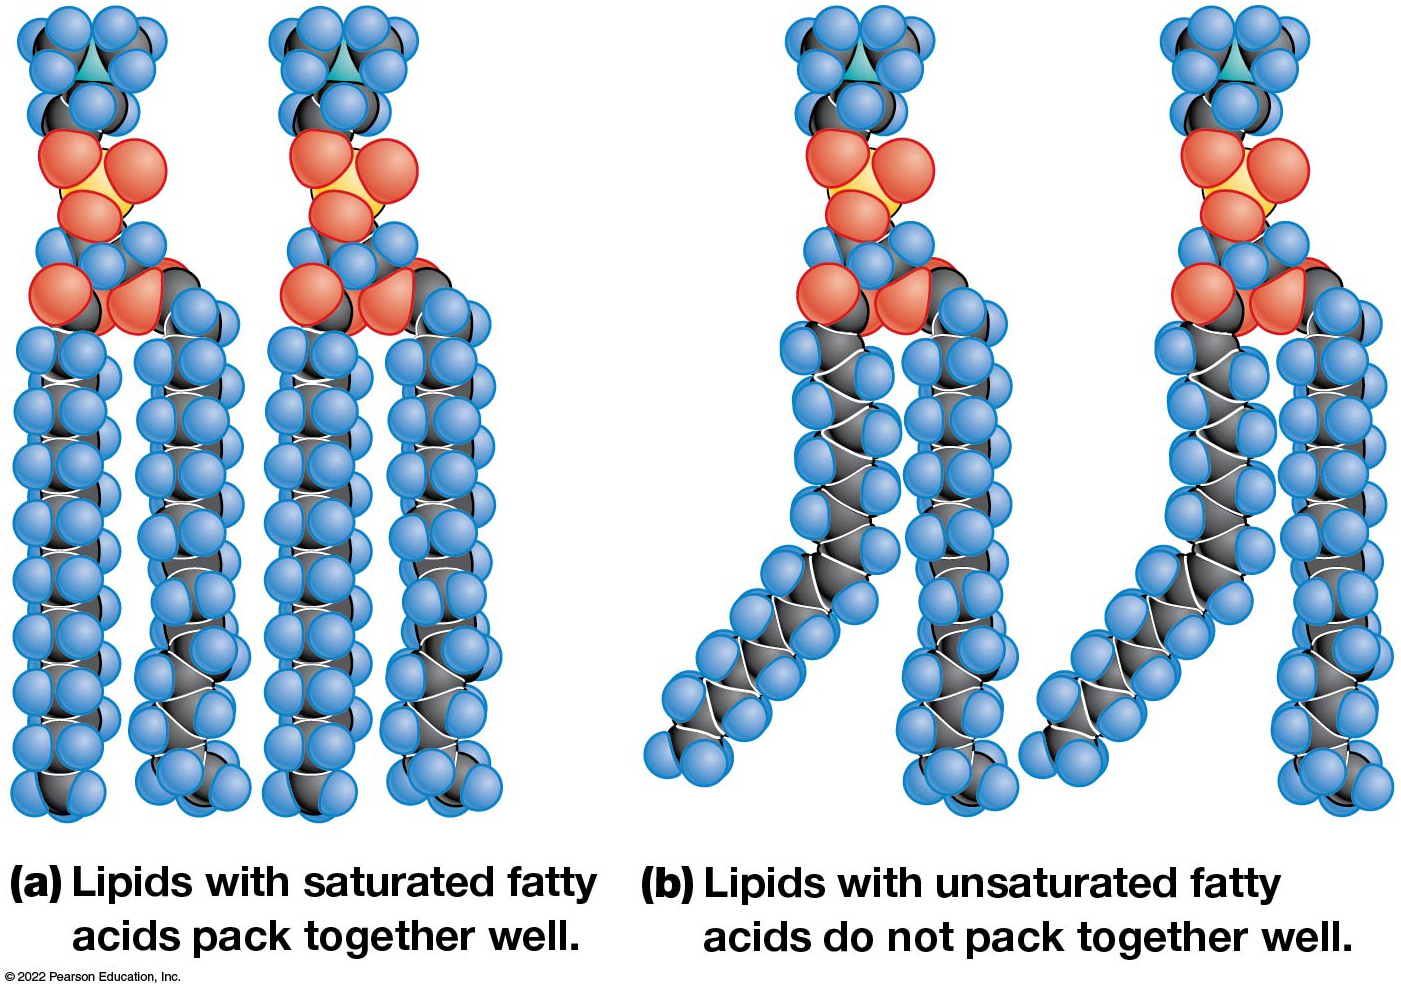 (a) Lipids with saturated fatty
acids pack together well.
(b) Lipids with unsaturated fatty
acids do not pack together well.
© 2022 Pearson Education, Inc.